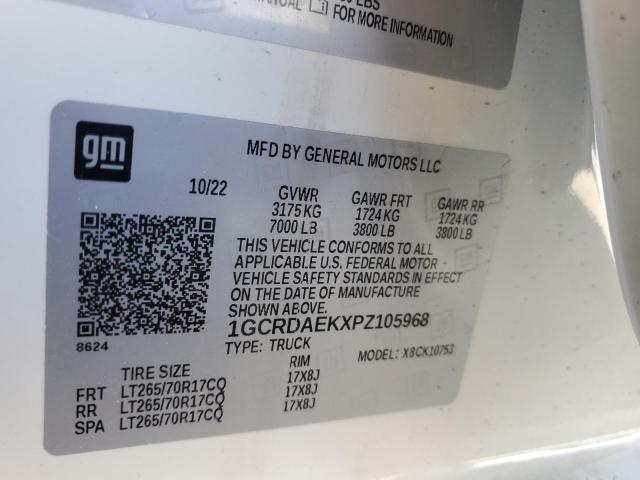 LBS
MANUAL FOR MORE INFORMATION
gm
MFD BY GENERAL MOTORS LLC
10/22 GVWR GAWR FRT GAWR RR
3175 KG 1724 KG 1724 KG
7000 LB 3800 LB 3800 LB
THIS VEHICLE CONFORMS TO ALL
APPLICABLE U.S. FEDERAL MOTOR
VEHICLE SAFETY STANDARDS IN EFFECT
ON THE DATE OF MANUFACTURE
SHOWN ABOVE.
1GCRDAEKXPZ105968
8624
TYPE: TRUCK MODEL: X8CK10753
TIRE SIZE RIM
FRT LT265/70R17CQ 17X8J
RR LT265/70R17CQ 17X8J
SPA LT265/70R17CQ 17X8J